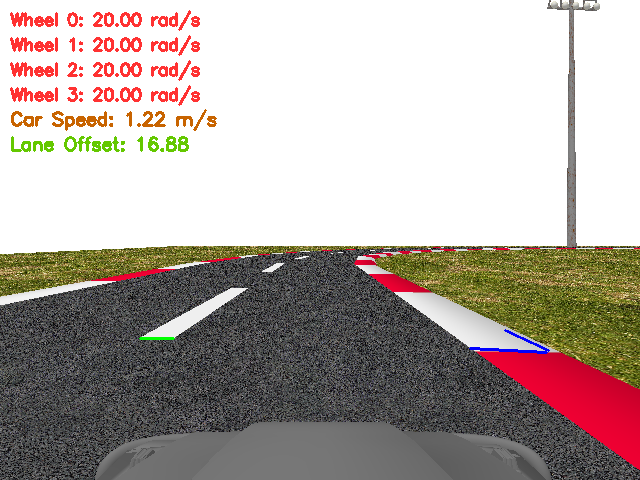 Wheel 0: 20.00 rad/s
Wheel 1: 20.00 rad/s
Wheel 2: 20.00 rad/s
Wheel 3: 20.00 rad/s
Car Speed: 1.22 m/s
Lane Offset: 16.88